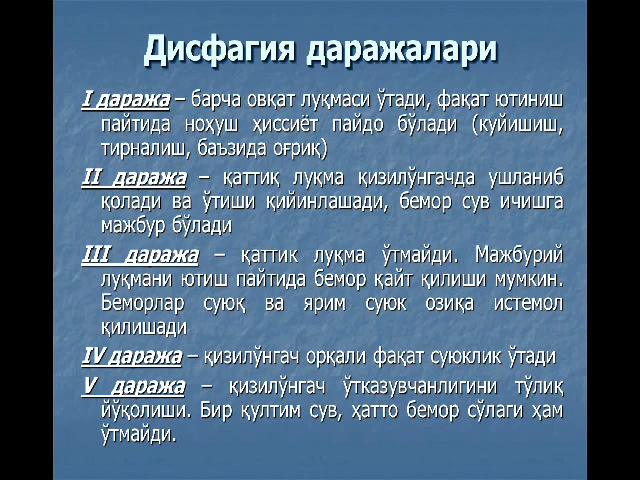 Дисфагия даражалари
I даража – барча овқат луқмаси ўтади, фақат ютиниш
пайтида ноҳуш ҳиссиёт пайдо бўлади (куйишиш,
тирналиш, баъзида оғриқ)
II даража – қаттиқ луқма қизилўнгачда ушланиб
қолади ва ўтиши қийинлашади, бемор сув ичишга
мажбур бўлади
III даража – қаттик луқма ўтмайди. Мажбурий
луқмани ютиш пайтида бемор қайт қилиши мумкин.
Беморлар суюқ ва ярим суюк озиқа истемол
қилишади
IV даража – қизилўнгач орқали фақат суюклик ўтади
V даража – қизилўнгач ўтказувчанлигини тўлиқ
йўқолиши. Бир қултим сув, ҳатто бемор сўлаги ҳам
ўтмайди.